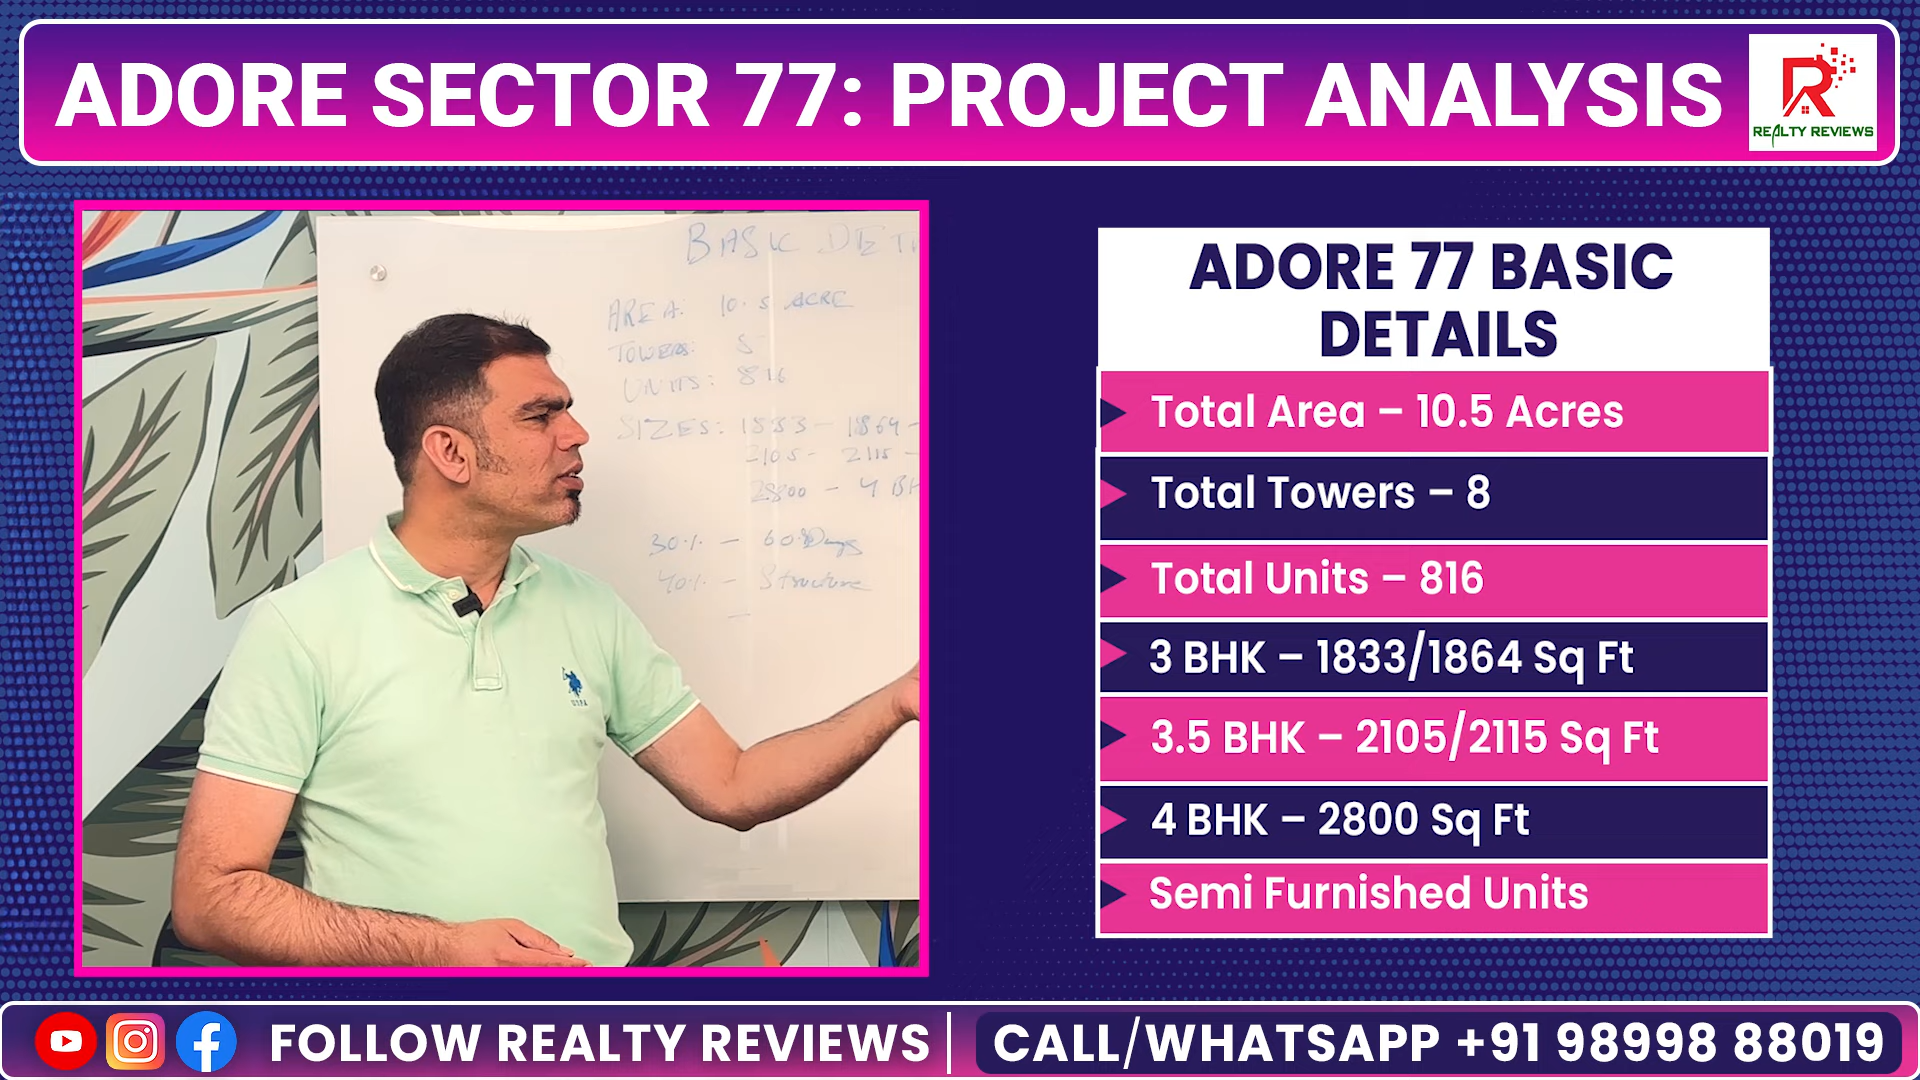 ADORE SECTOR 77: PROJECT ANALYSIS
REALTY REVIEWS
BASIC DET
AREA: 10.5 ACRE
TOWERS: 8
UNITS: 816
SIZES: 1833 - 1864 -
2105 - 2115 -
2800 - 4 BH
30% - 60 Days
40% - Structure
U.S.P.A.
ADORE 77 BASIC
DETAILS
Total Area – 10.5 Acres
Total Towers – 8
Total Units – 816
3 BHK – 1833/1864 Sq Ft
3.5 BHK – 2105/2115 Sq Ft
4 BHK – 2800 Sq Ft
Semi Furnished Units
FOLLOW REALTY REVIEWS
CALL/WHATSAPP +91 98998 88019